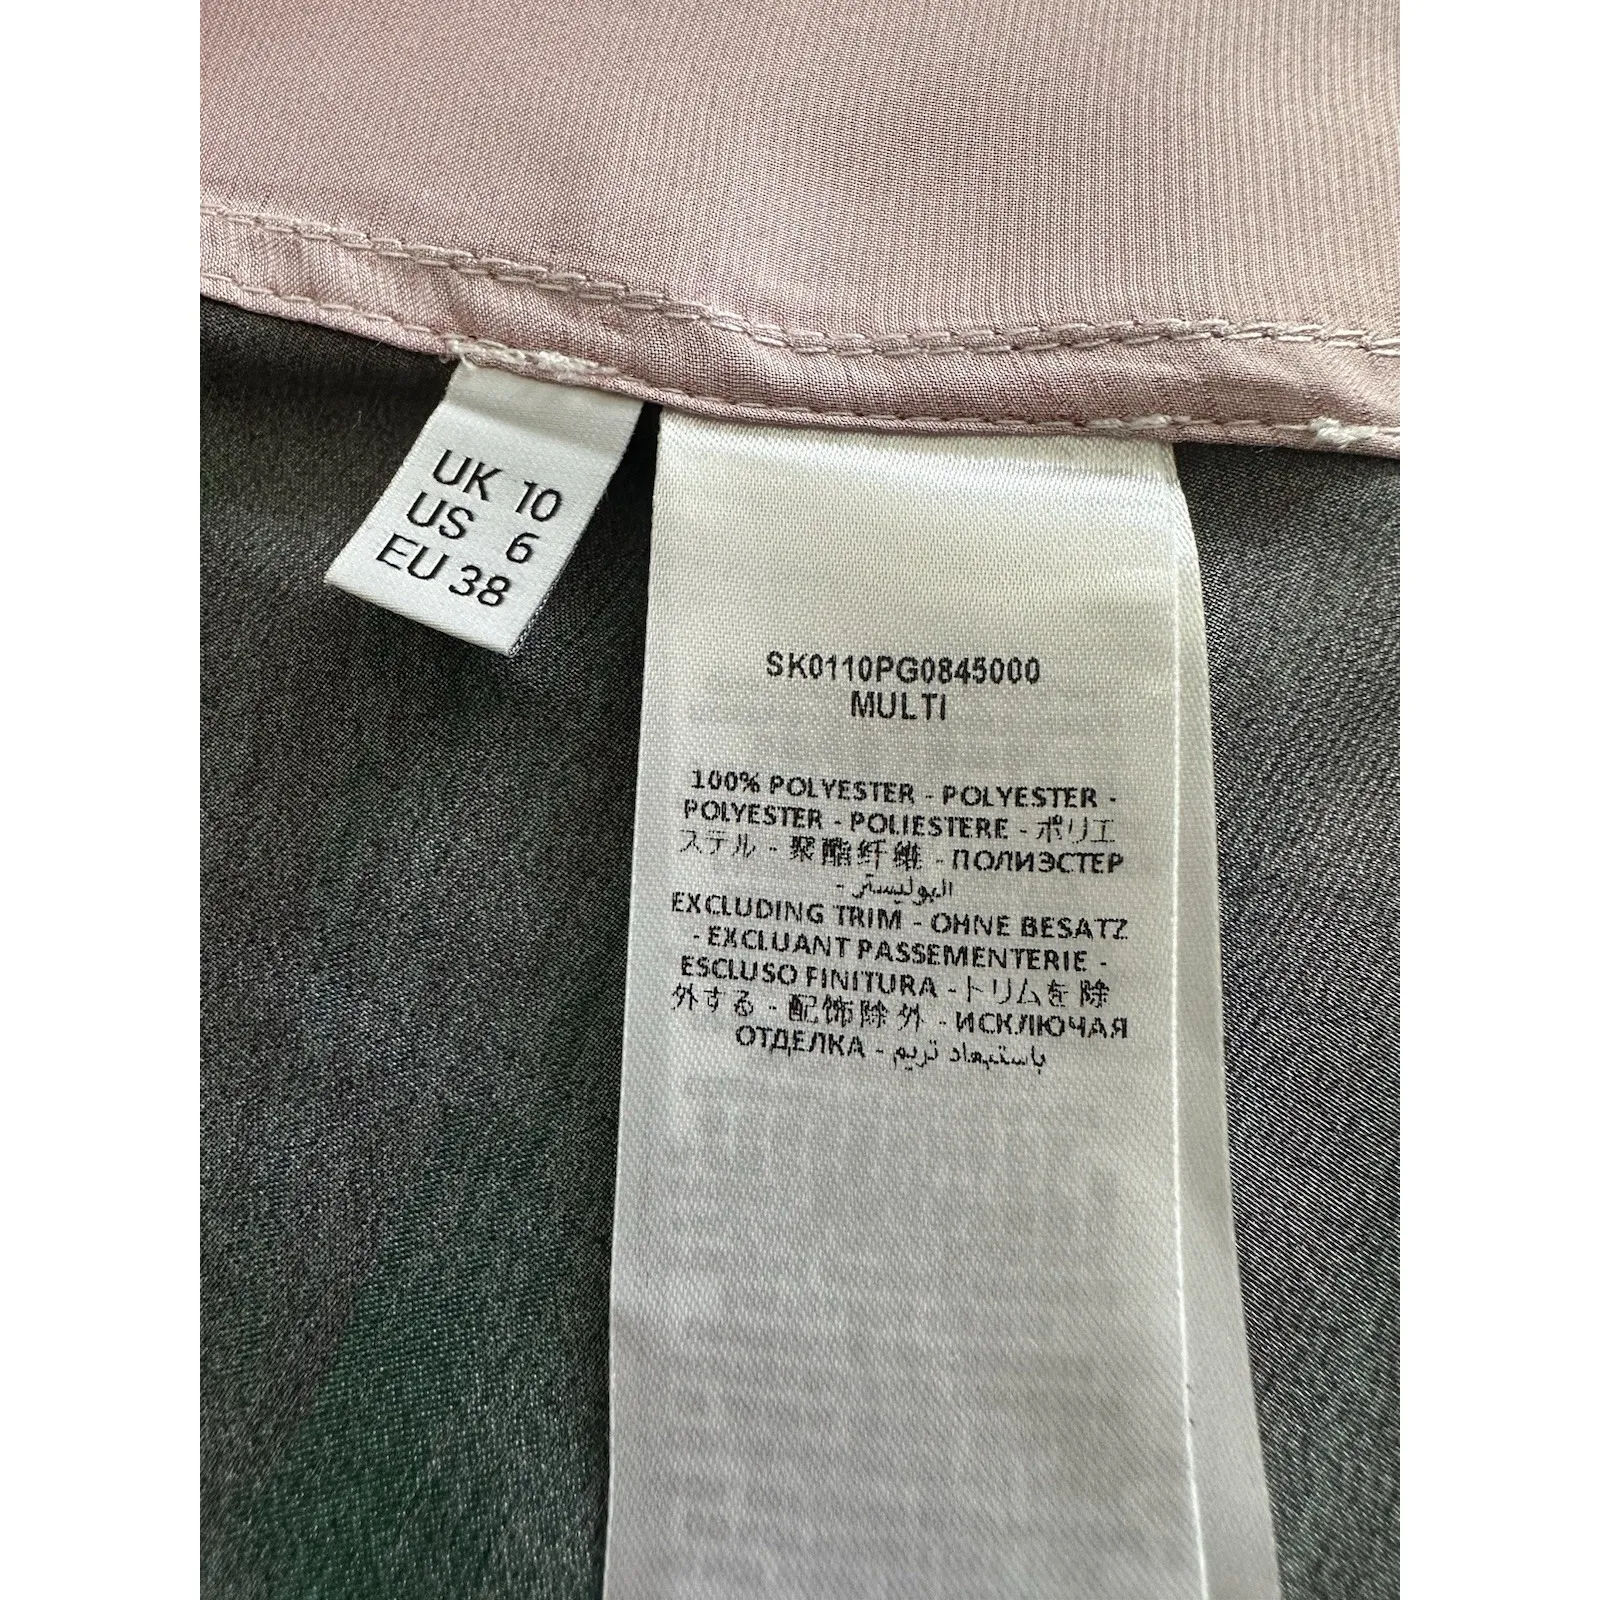 UK 10
US 6
EU 38
SK0110PG0845000
MULTI
100% POLYESTER - POLYESTER -
POLYESTER - POLIESTERE - ポリエ
ステル - 聚酯纤维 - ПОЛИЭСТЕР
- البوليستر
EXCLUDING TRIM - OHNE BESATZ
- EXCLUANT PASSEMENTERIE -
ESCLUSO FINITURA - トリムを除
外する - 配饰除外 - ИСКЛЮЧАЯ
ОТДЕЛКА - باستبعاد تريم